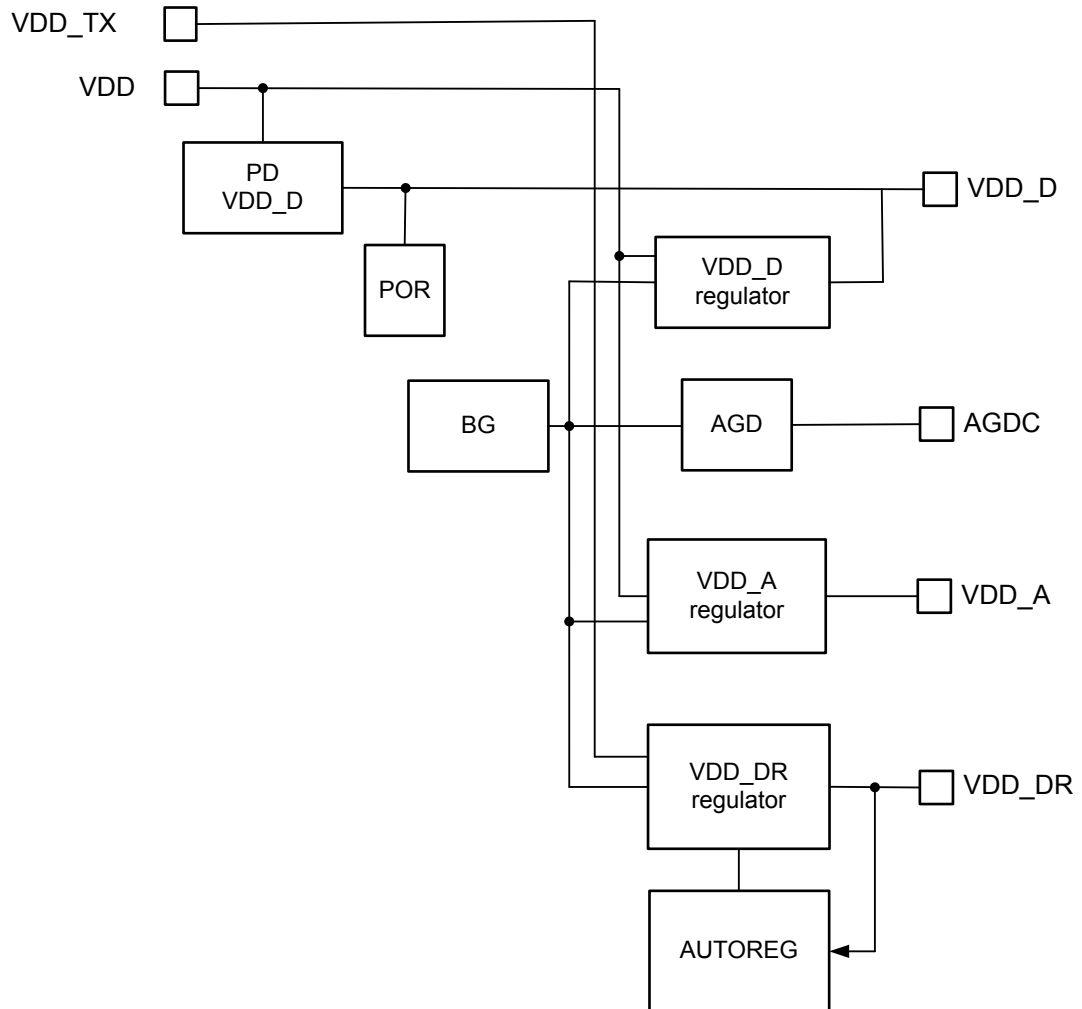 VDD_TX
VDD
PD
VDD_D
VDD_D
POR
VDD_D
regulator
BG
AGD
AGDC
VDD_A
regulator
VDD_A
VDD_DR
regulator
VDD_DR
AUTOREG